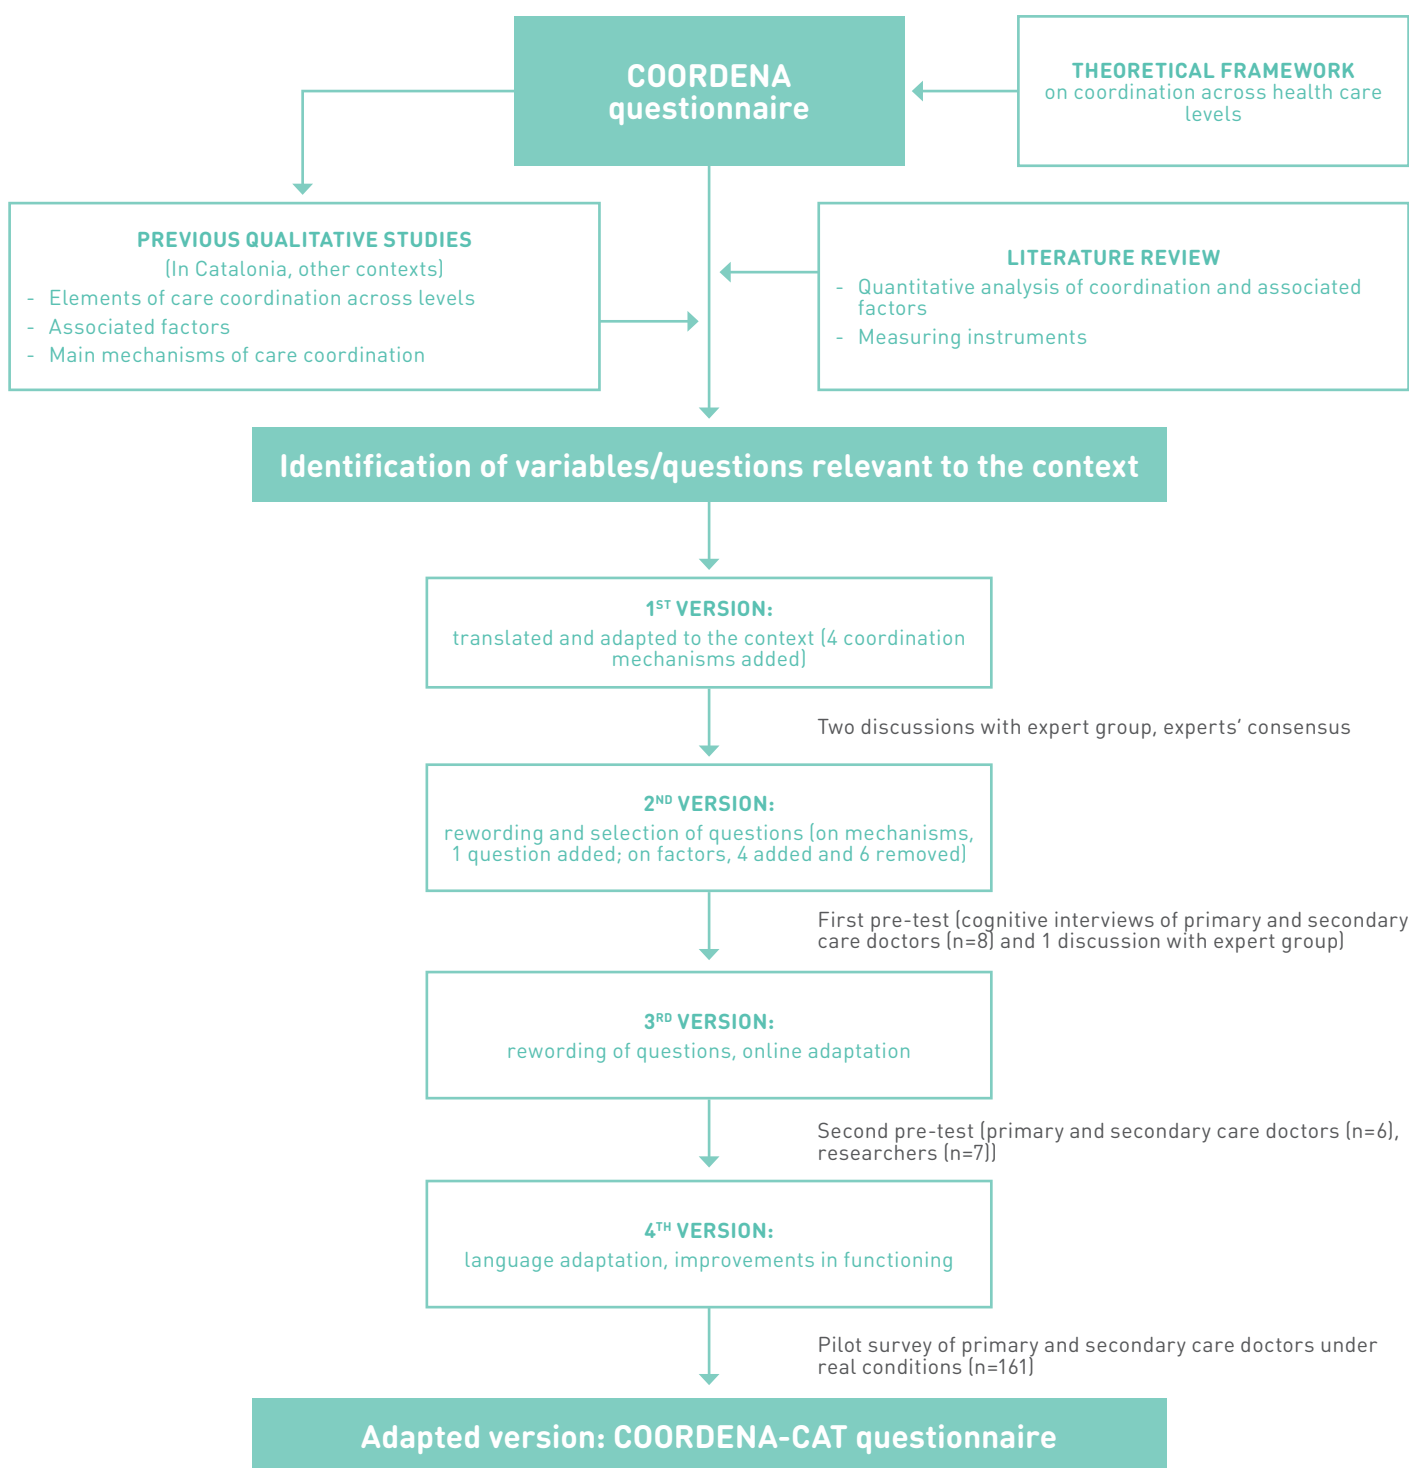 COORDENA
questionnaire
THEORETICAL FRAMEWORK
on coordination across health care
levels
PREVIOUS QUALITATIVE STUDIES
(In Catalonia, other contexts)
- Elements of care coordination across levels
- Associated factors
- Main mechanisms of care coordination
LITERATURE REVIEW
- Quantitative analysis of coordination and associated
factors
- Measuring instruments
Identification of variables/questions relevant to the context
1ST VERSION:
translated and adapted to the context (4 coordination
mechanisms added)
Two discussions with expert group, experts' consensus
2ND VERSION:
rewording and selection of questions (on mechanisms,
1 question added; on factors, 4 added and 6 removed)
First pre-test (cognitive interviews of primary and secondary
care doctors (n=8) and 1 discussion with expert group)
3RD VERSION:
rewording of questions, online adaptation
Second pre-test (primary and secondary care doctors (n=6),
researchers (n=7))
4TH VERSION:
language adaptation, improvements in functioning
Pilot survey of primary and secondary care doctors under
real conditions (n=161)
Adapted version: COORDENA-CAT questionnaire